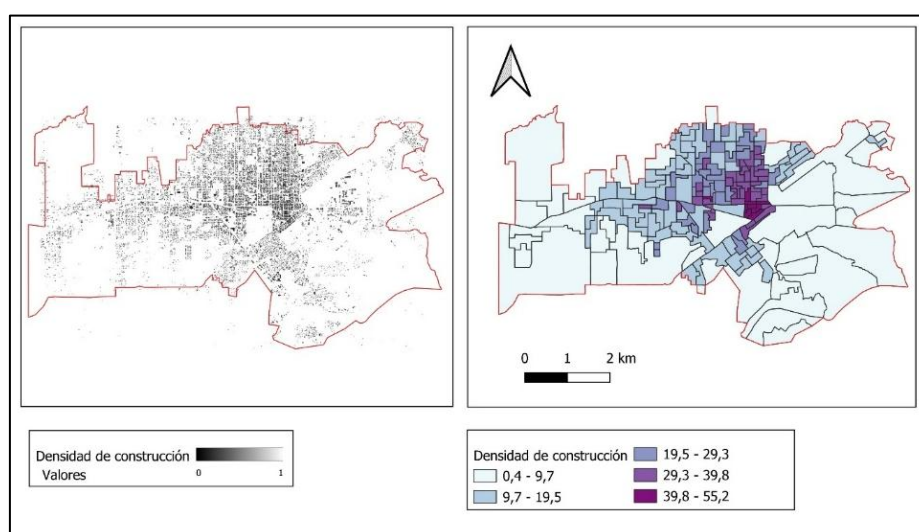 0 1 2 km
Densidad de construcción
Valores
0 1
Densidad de construcción
0,4 - 9,7
9,7 - 19,5
19,5 - 29,3
29,3 - 39,8
39,8 - 55,2